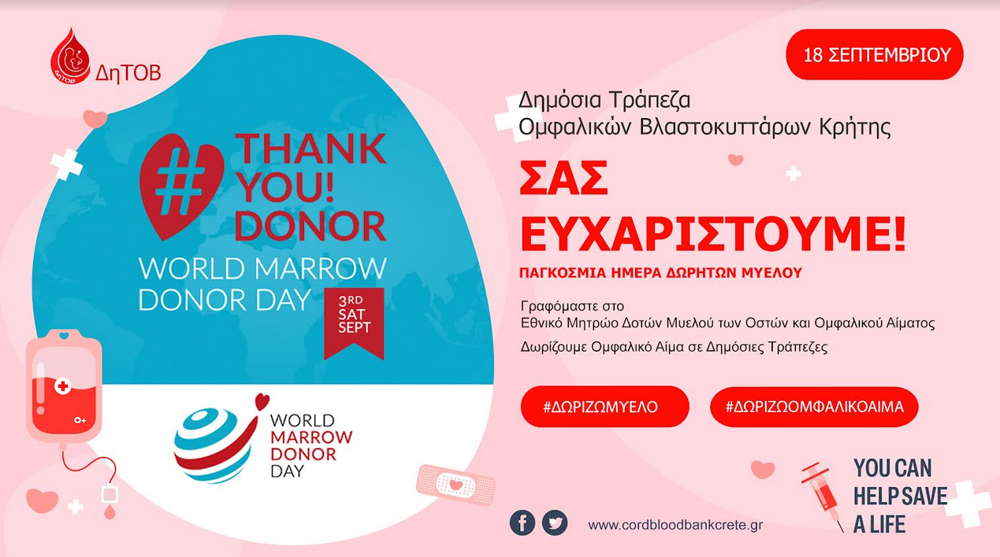 ΔηΤΟΒ
ΔηΤΟΒ
# THANK
YOU!
DONOR
WORLD MARROW
DONOR DAY
3RD
SAT
SEPT
O+
WORLD
MARROW
DONOR
DAY
18 ΣΕΠΤΕΜΒΡΙΟΥ
Δημόσια Τράπεζα
Ομφαλικών Βλαστοκυττάρων Κρήτης
ΣΑΣ
ΕΥΧΑΡΙΣΤΟΥΜΕ!
ΠΑΓΚΟΣΜΙΑ ΗΜΕΡΑ ΔΩΡΗΤΩΝ ΜΥΕΛΟΥ
Γραφόμαστε στο
Εθνικό Μητρώο Δοτών Μυελού των Οστών και Ομφαλικού Αίματος
Δωρίζουμε Ομφαλικό Αίμα σε Δημόσιες Τράπεζες
#ΔΩΡΙΖΩΜΥΕΛΟ
#ΔΩΡΙΖΩΟΜΦΑΛΙΚΟΑΙΜΑ
YOU CAN
HELP SAVE
A LIFE
www.cordbloodbankcrete.gr